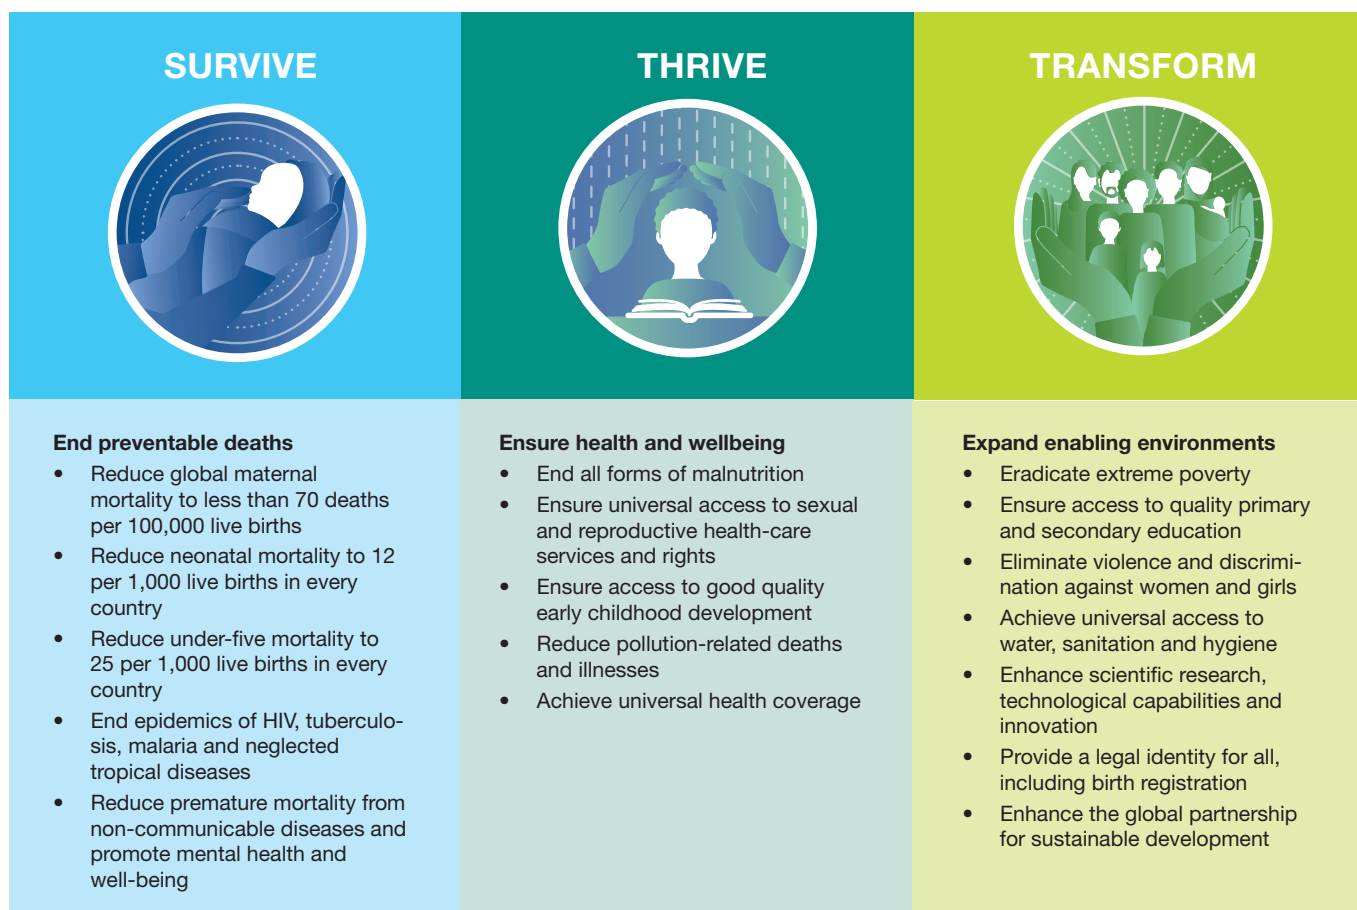 SURVIVE
End preventable deaths
• Reduce global maternal
mortality to less than 70 deaths
per 100,000 live births
• Reduce neonatal mortality to 12
per 1,000 live births in every
country
• Reduce under-five mortality to
25 per 1,000 live births in every
country
• End epidemics of HIV, tuberculo-
sis, malaria and neglected
tropical diseases
• Reduce premature mortality from
non-communicable diseases and
promote mental health and
well-being
THRIVE
Ensure health and wellbeing
• End all forms of malnutrition
• Ensure universal access to sexual
and reproductive health-care
services and rights
• Ensure access to good quality
early childhood development
• Reduce pollution-related deaths
and illnesses
• Achieve universal health coverage
TRANSFORM
Expand enabling environments
• Eradicate extreme poverty
• Ensure access to quality primary
and secondary education
• Eliminate violence and discrimi-
nation against women and girls
• Achieve universal access to
water, sanitation and hygiene
• Enhance scientific research,
technological capabilities and
innovation
• Provide a legal identity for all,
including birth registration
• Enhance the global partnership
for sustainable development